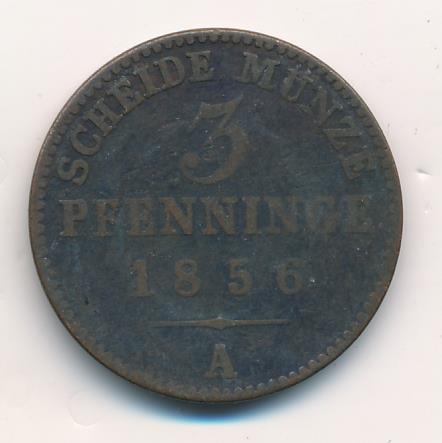 SCHEIDE MÜNZE
3
PFENNINGE
1856
A